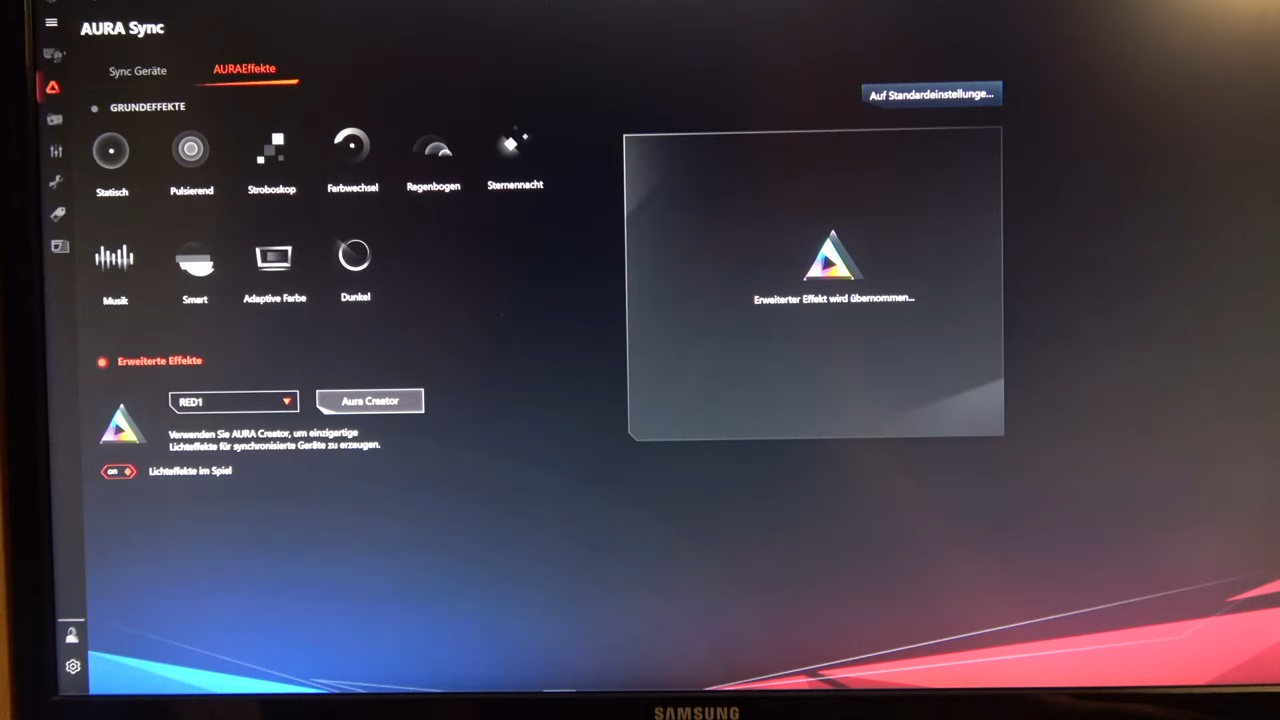 AURA Sync
Sync Geräte
AURAEffekte
Auf Standardeinstellunge...
GRUNDEFFEKTE
Statisch
Pulsierend
Stroboskop
Farbwechsel
Regenbogen
Sternennacht
Musik
Smart
Adaptive Farbe
Dunkel
Erweiterter Effekt wird übernommen...
Erweiterte Effekte
RED1
Aura Creator
Verwenden Sie AURA Creator, um einzigartige
Lichteffekte für synchronisierte Geräte zu erzeugen.
on
Lichteffekte im Spiel
SAMSUNG